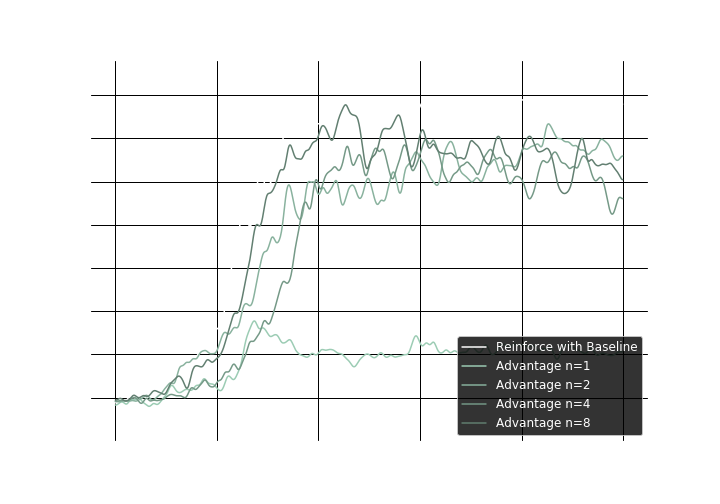 Reinforce with Baseline
Advantage n=1
Advantage n=2
Advantage n=4
Advantage n=8